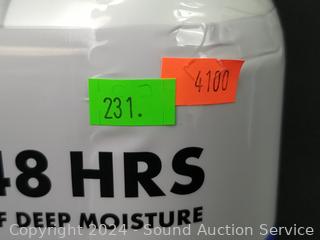 4100
231.
48 HRS
F DEEP MOISTURE
Copyright 2024 - Sound Auction Service